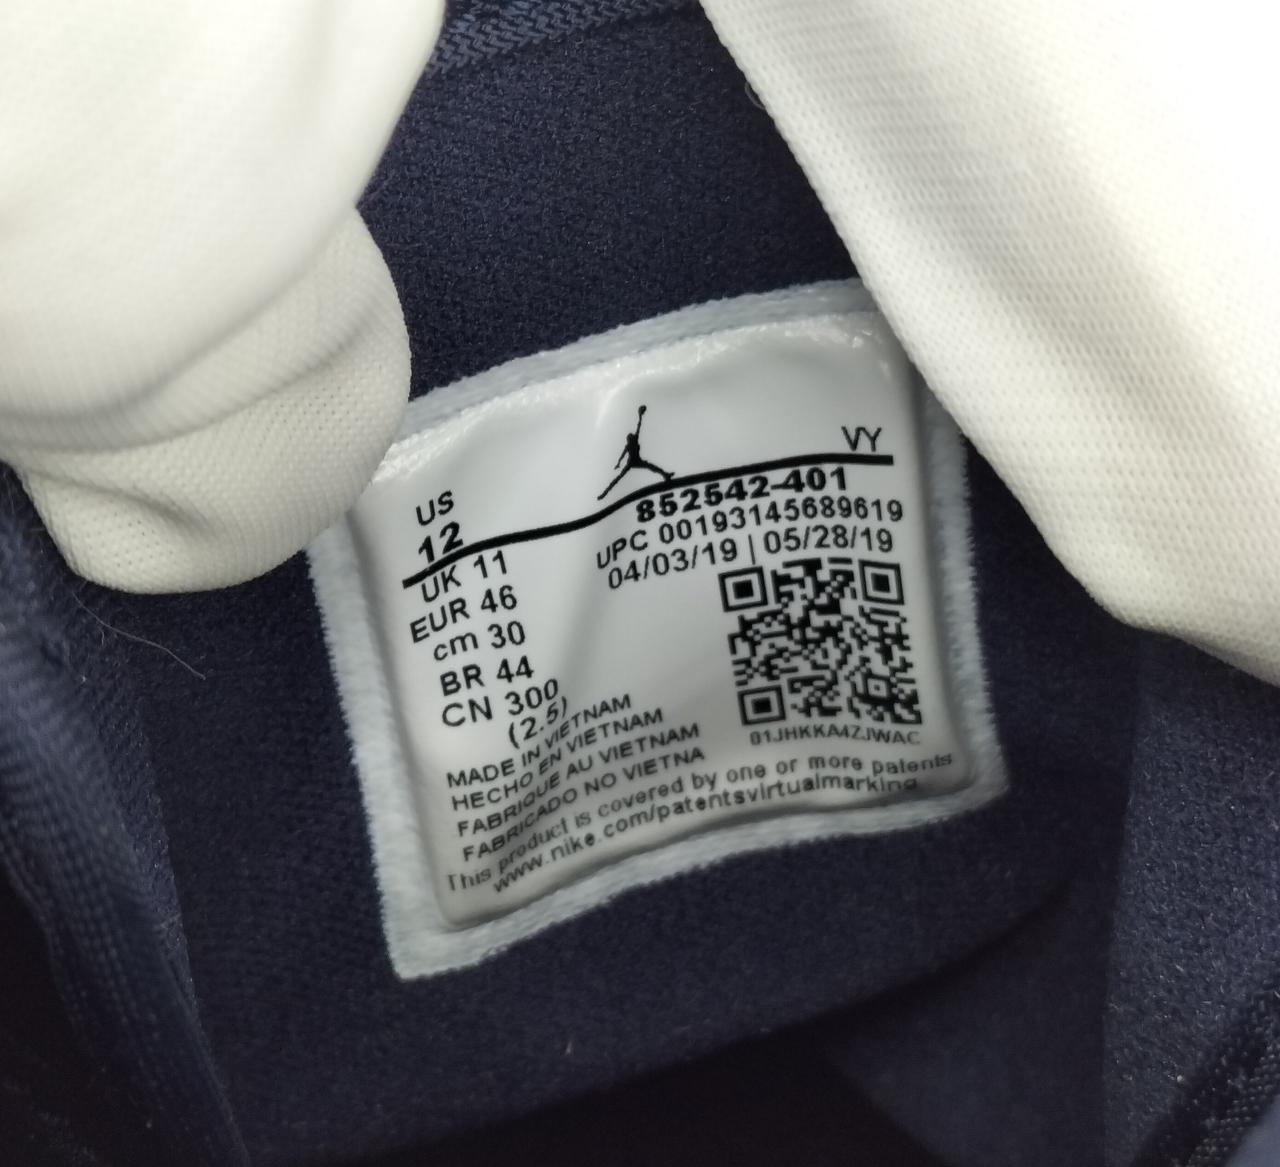 VY
US
12
852542-401
UPC 00193145689619
04/03/19 | 05/28/19
UK 11
EUR 46
cm 30
BR 44
CN 300
(2.5)
01JHKKA4ZJWAC
MADE IN VIETNAM
HECHO EN VIETNAM
FABRIQUE AU VIETNAM
FABRICADO NO VIETNA
This product is covered by one or more patents
www.nike.com/patentsvirtualmarking